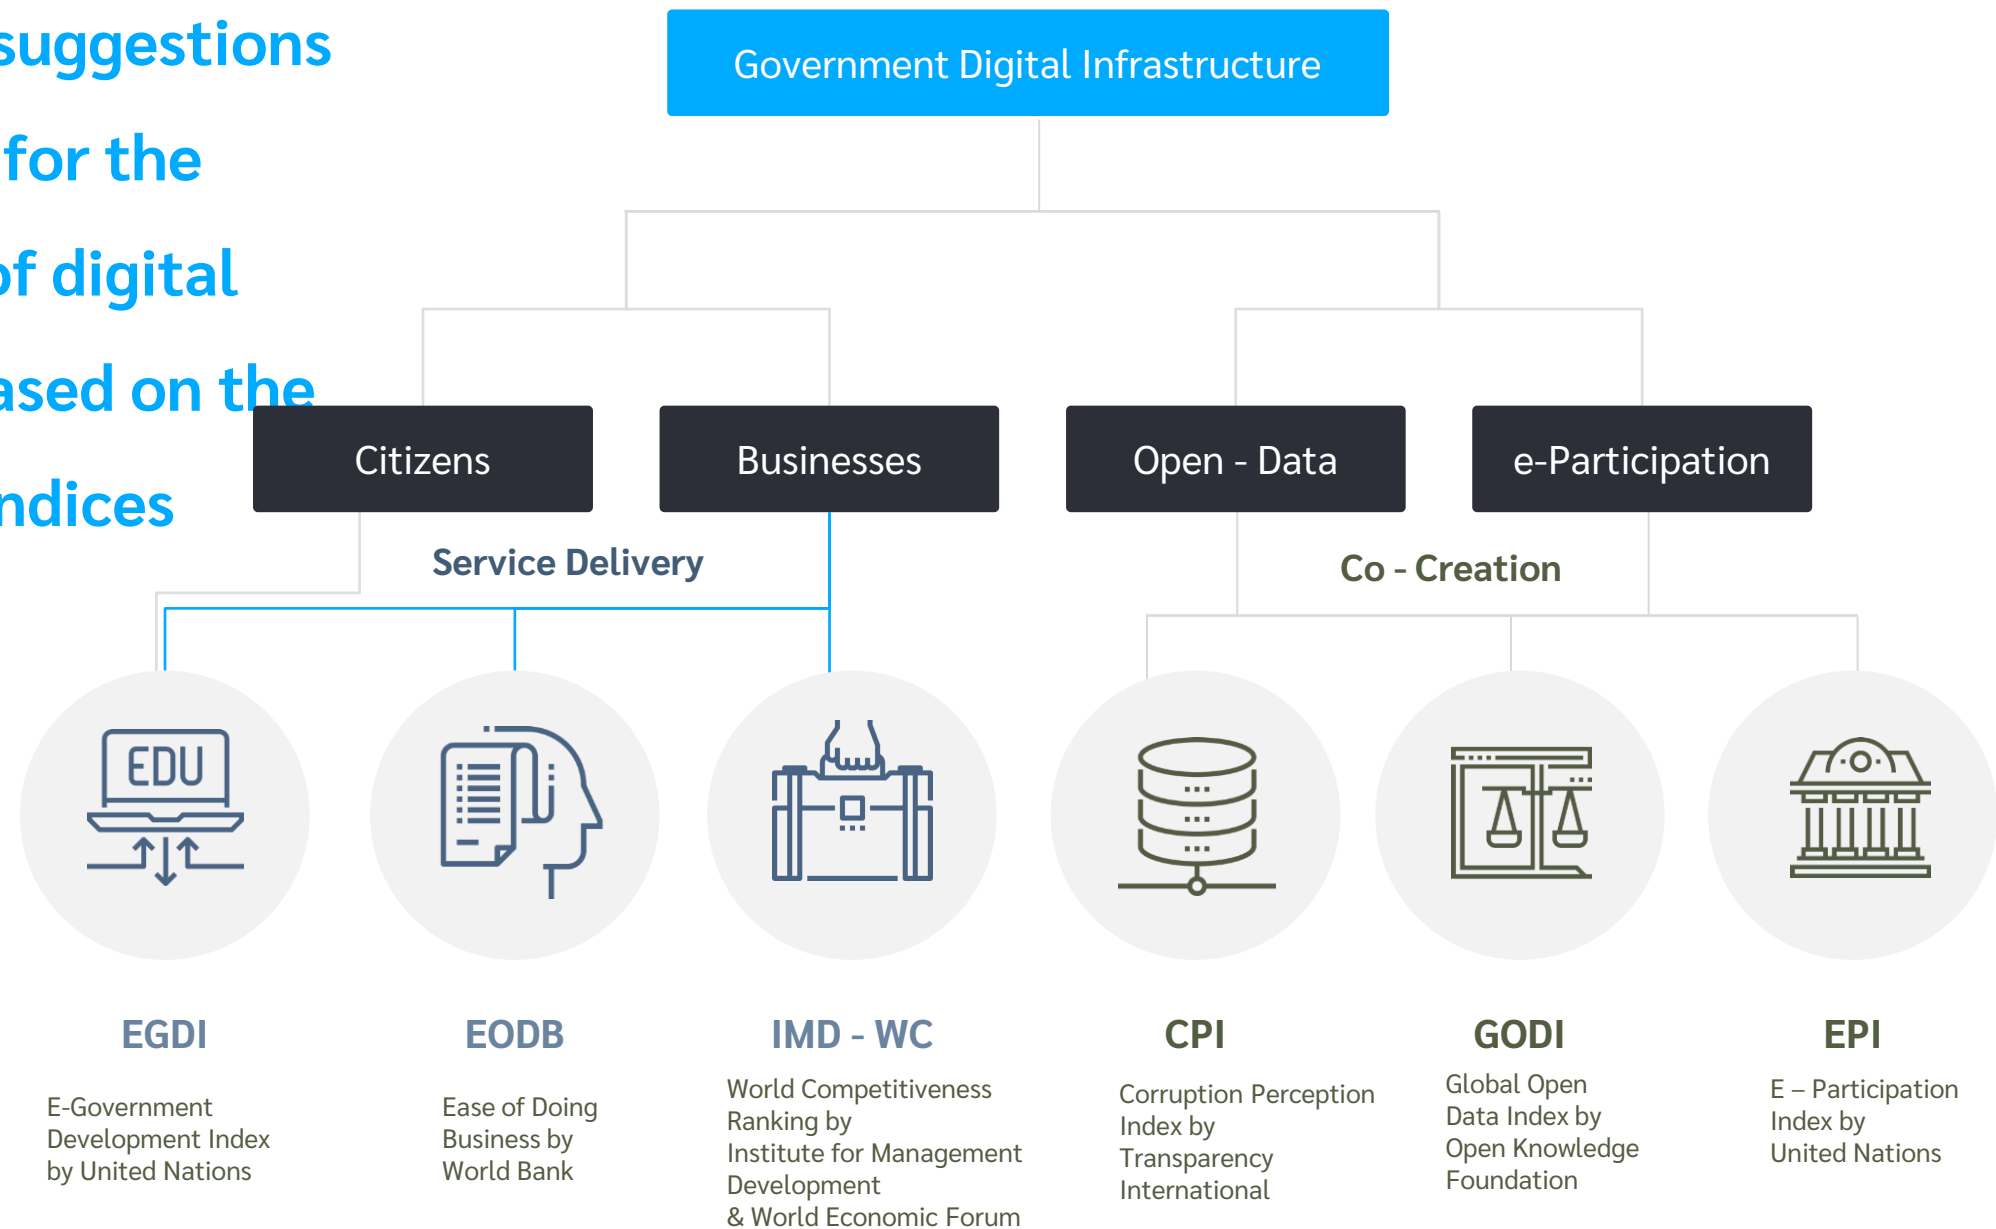 suggestions
for the
of digital
ased on the
ndices
Government Digital Infrastructure
Citizens
Businesses
Open - Data
e-Participation
Service Delivery
Co - Creation
EDU
EGDI
E-Government
Development Index
by United Nations
EODB
Ease of Doing
Business by
World Bank
IMD - WC
World Competitiveness
Ranking by
Institute for Management
Development
& World Economic Forum
CPI
Corruption Perception
Index by
Transparency
International
GODI
Global Open
Data Index by
Open Knowledge
Foundation
EPI
E – Participation
Index by
United Nations